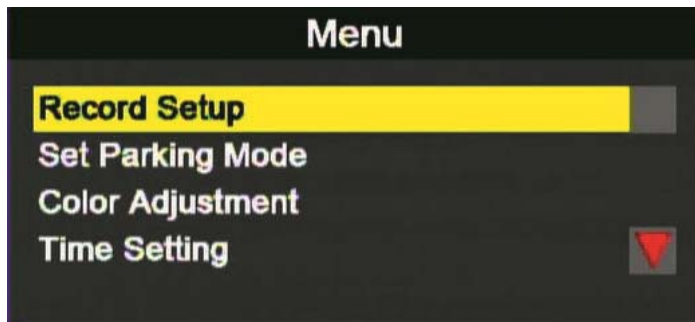 Menu
Record Setup
Set Parking Mode
Color Adjustment
Time Setting